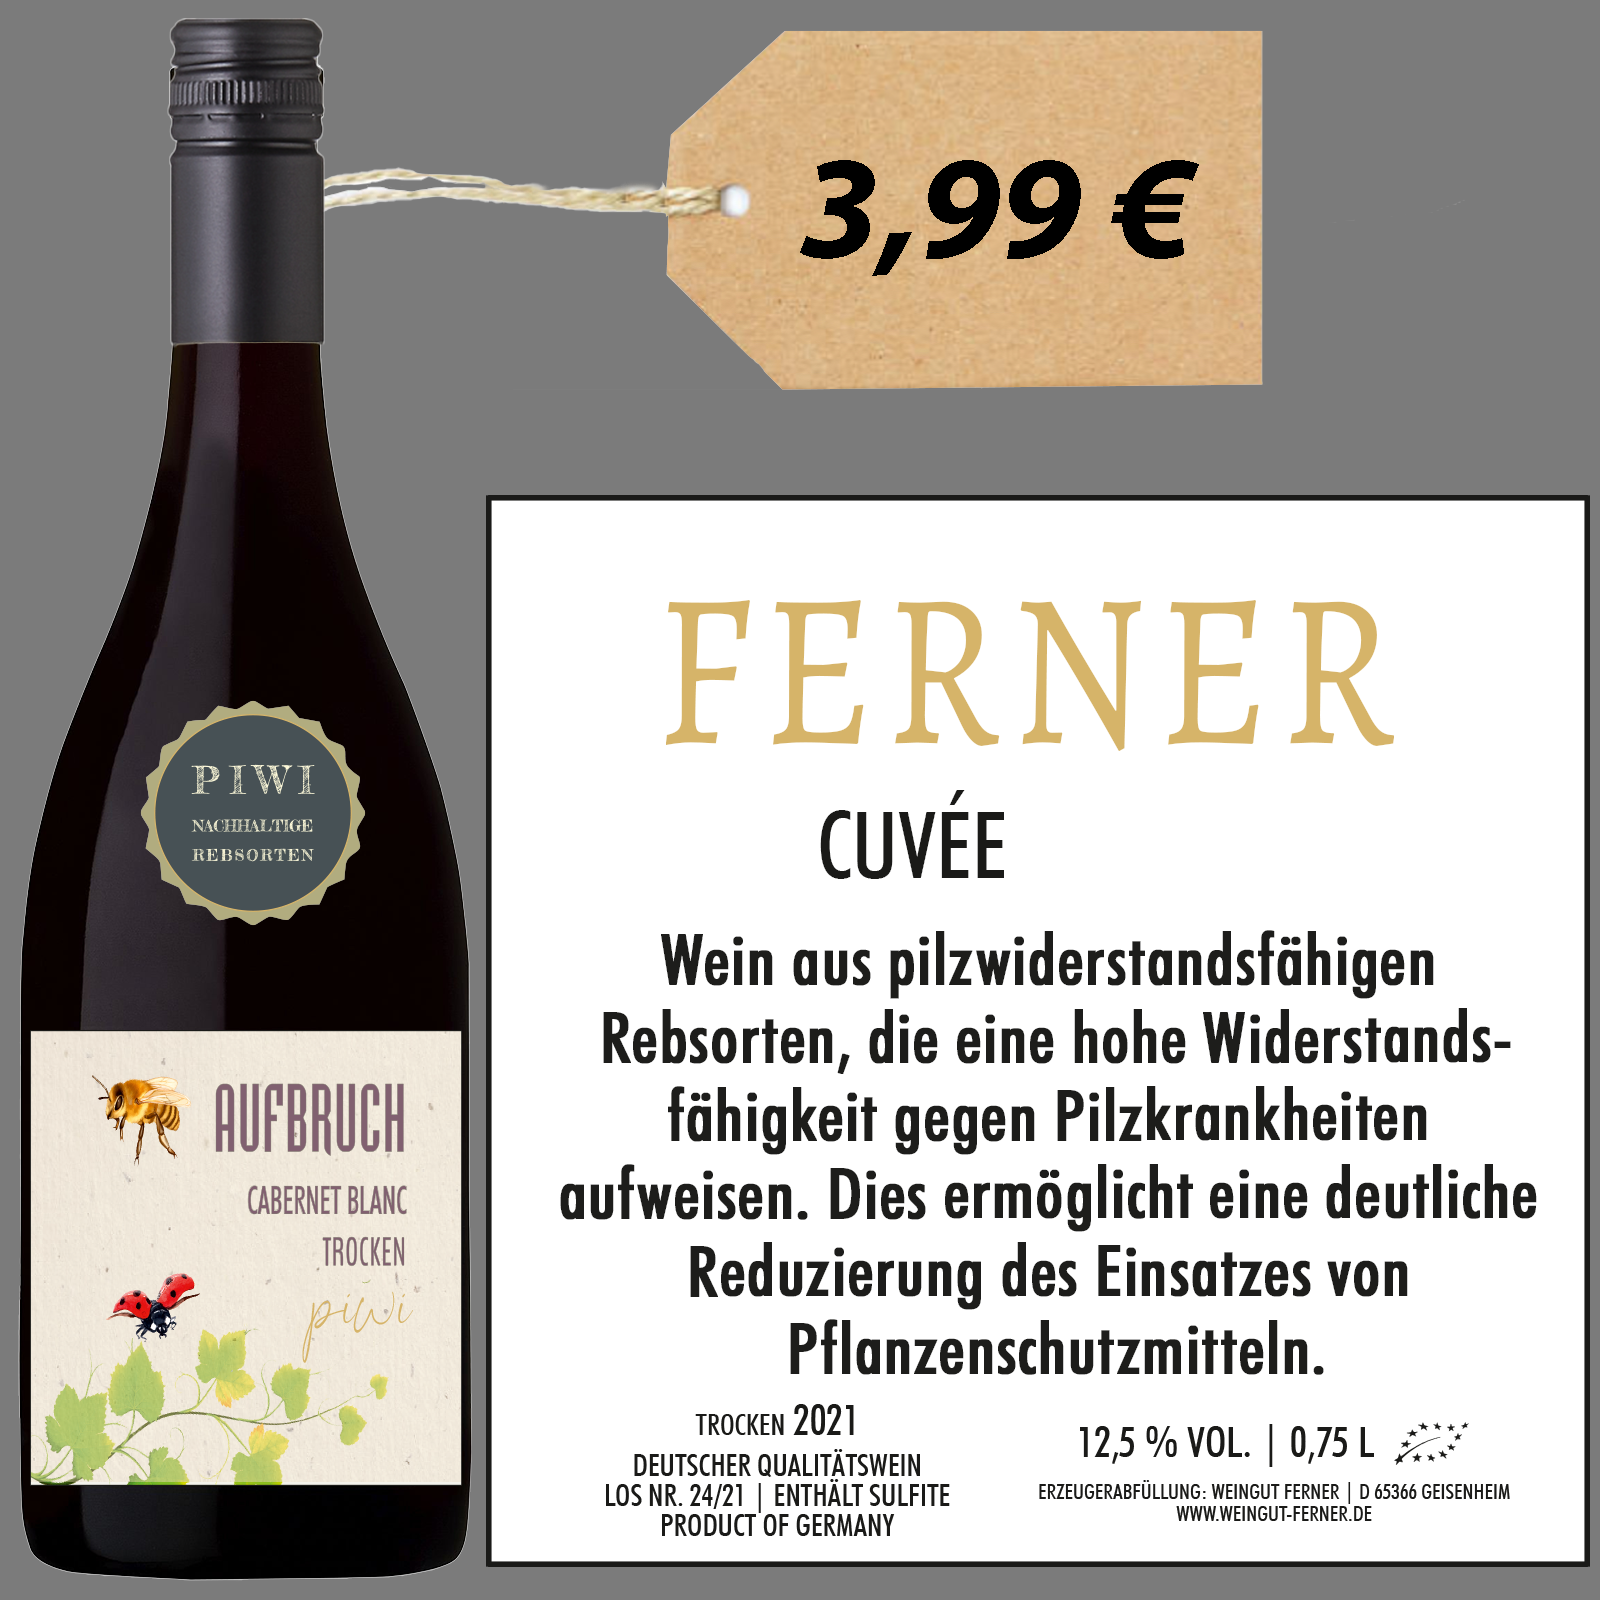 3,99 €
PIWI
NACHHALTIGE
REBSORTEN
AUFBRUCH
CABERNET BLANC
TROCKEN
piwi
FERNER
CUVÉE
Wein aus pilzwiderstandsfähigen
Rebsorten, die eine hohe Widerstands-
fähigkeit gegen Pilzkrankheiten
aufweisen. Dies ermöglicht eine deutliche
Reduzierung des Einsatzes von
Pflanzenschutzmitteln.
TROCKEN 2021
DEUTSCHER QUALITÄTSWEIN
LOS NR. 24/21 | ENTHÄLT SULFITE
PRODUCT OF GERMANY
12,5 % VOL. | 0,75 L
ERZEUGERABFÜLLUNG: WEINGUT FERNER | D 65366 GEISENHEIM
WWW.WEINGUT-FERNER.DE